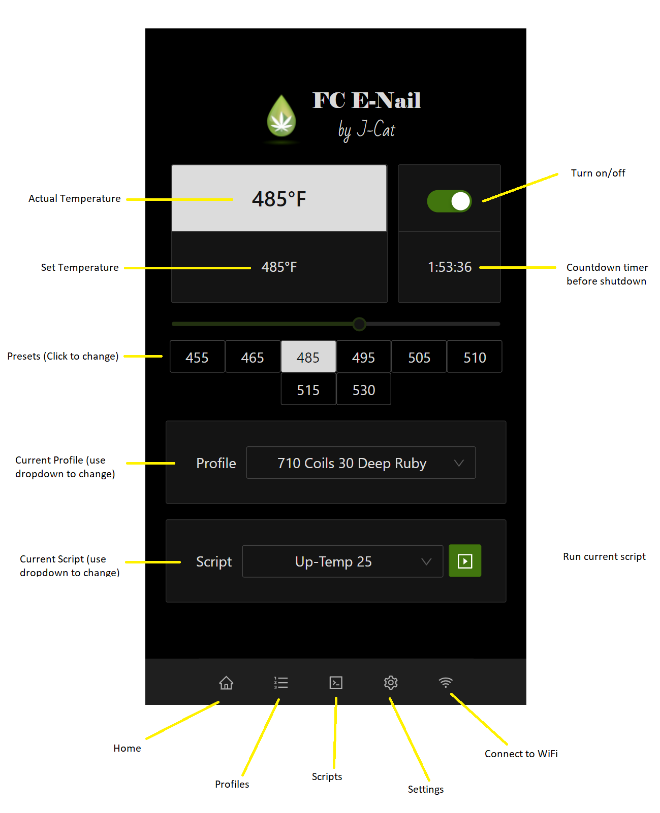 FC E-Nail
by J-Cat
Turn on/off
Actual Temperature
485°F
Set Temperature
485°F
1:53:36
Countdown timer
before shutdown
Presets (Click to change)
455 465 485 495 505 510
515 530
Current Profile (use
dropdown to change)
Profile
710 Coils 30 Deep Ruby
Current Script (use
dropdown to change)
Script
Up-Temp 25
Run current script
Home
Profiles
Scripts
Settings
Connect to WiFi